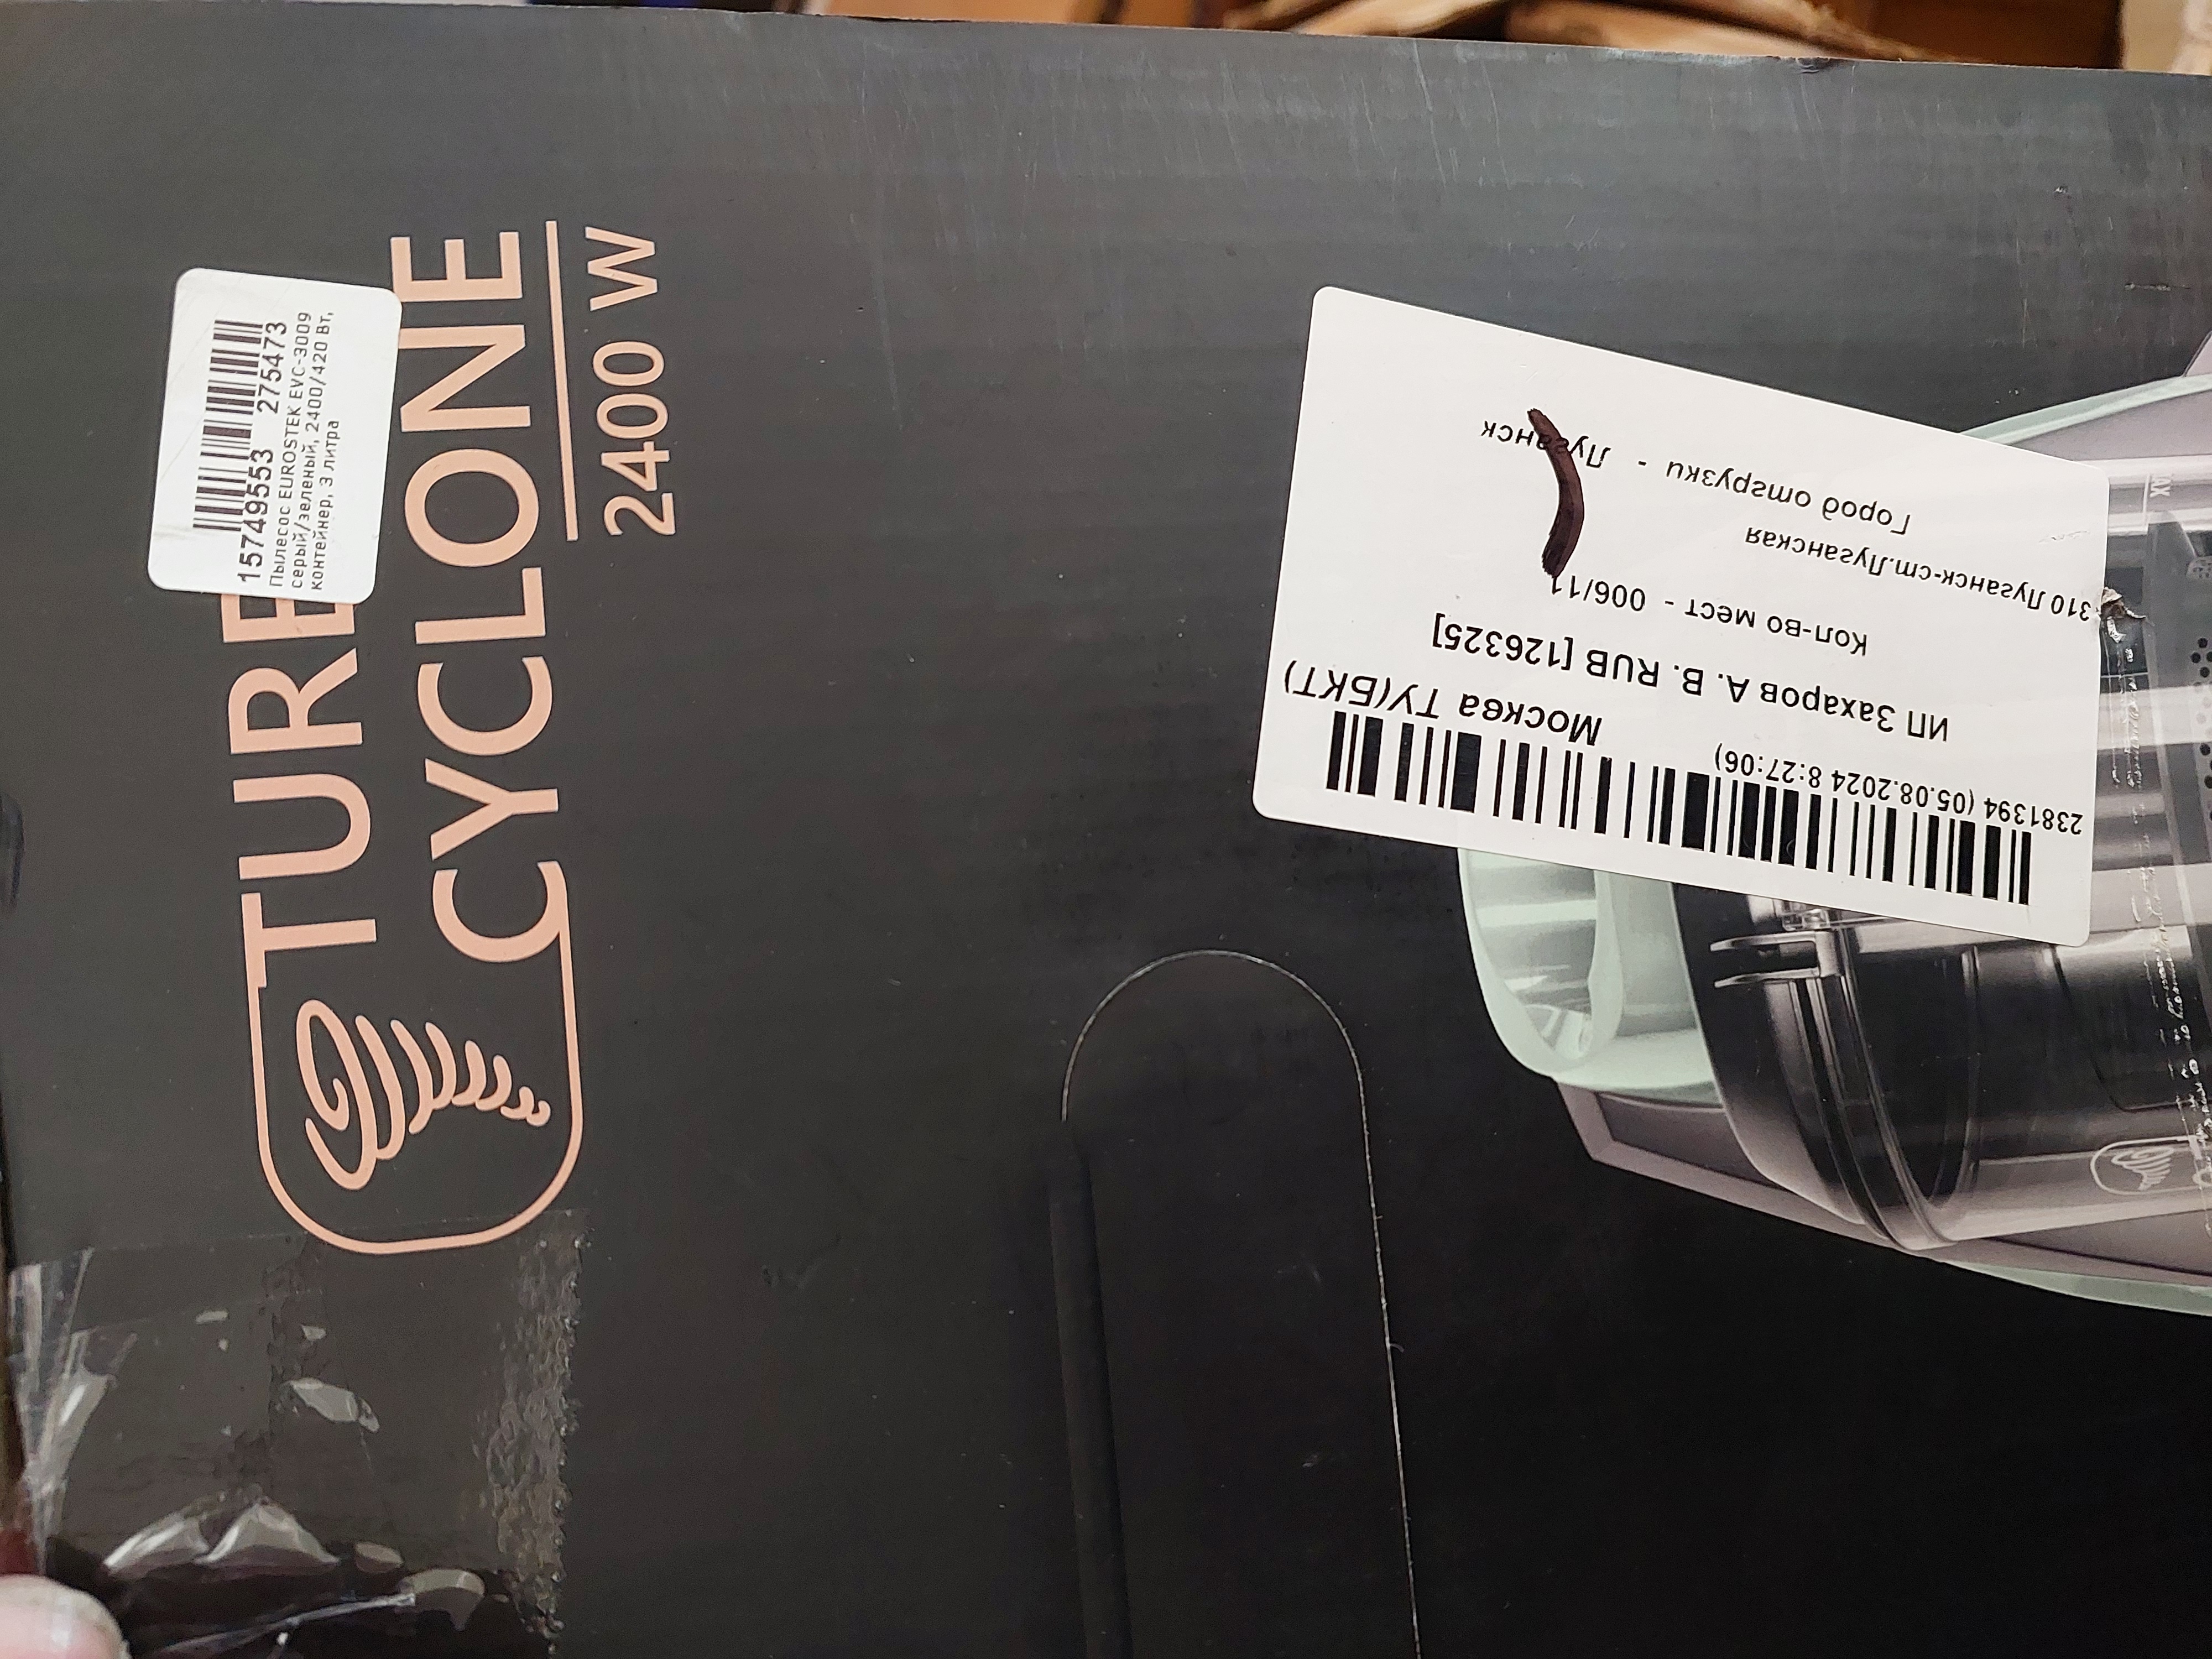 15749553 275473
Пылесос EUROSTEK EVC-3009
серый/зеленый, 2400/420 Вт,
контейнер, 3 литра
TURB
CYCLONE
2400 W
2381394 (05.08.2024 8:27:06)
Москва ТУ(БКТ)
ИП Захаров А. В. RUB [126325]
Кол-во мест - 006/11
310 Луганск-ст.Луганская
Город отгрузки - Луганск